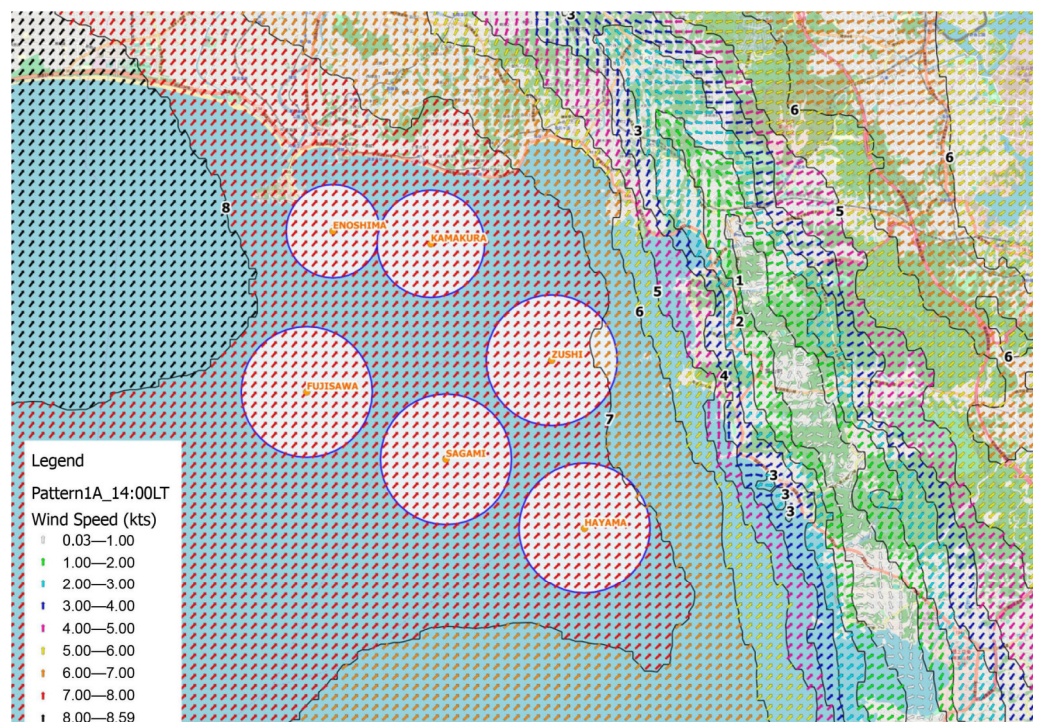 3
6
3
6
5
8
ENOSHIMA
KAMAKURA
1
5
6
2
ZUSHI
6
4
FUJISAWA
7
SAGAMI
3
3
3
HAYAMA
Legend
Pattern1A_14:00LT
Wind Speed (kts)
0.03—1.00
1.00—2.00
2.00—3.00
3.00—4.00
4.00—5.00
5.00—6.00
6.00—7.00
7.00—8.00
8.00—8.59